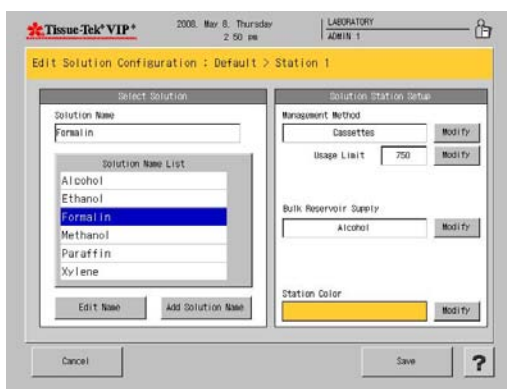 Tissue-Tek® VIP®
2008. May 8. Thursday
2 50 pm
LABORATORY
ADMIN 1
Edit Solution Configuration : Default > Station 1
Select Solution
Solution Name
Formalin
Solution Name List
Alcohol
Ethanol
Formalin
Methanol
Paraffin
Xylene
Edit Name
Add Solution Name
Solution Station Setup
Management Method
Cassettes
Modify
Usage Limit
750
Modify
Bulk Reservoir Supply
Alcohol
Modify
Station Color
Modify
Cancel
Save
?